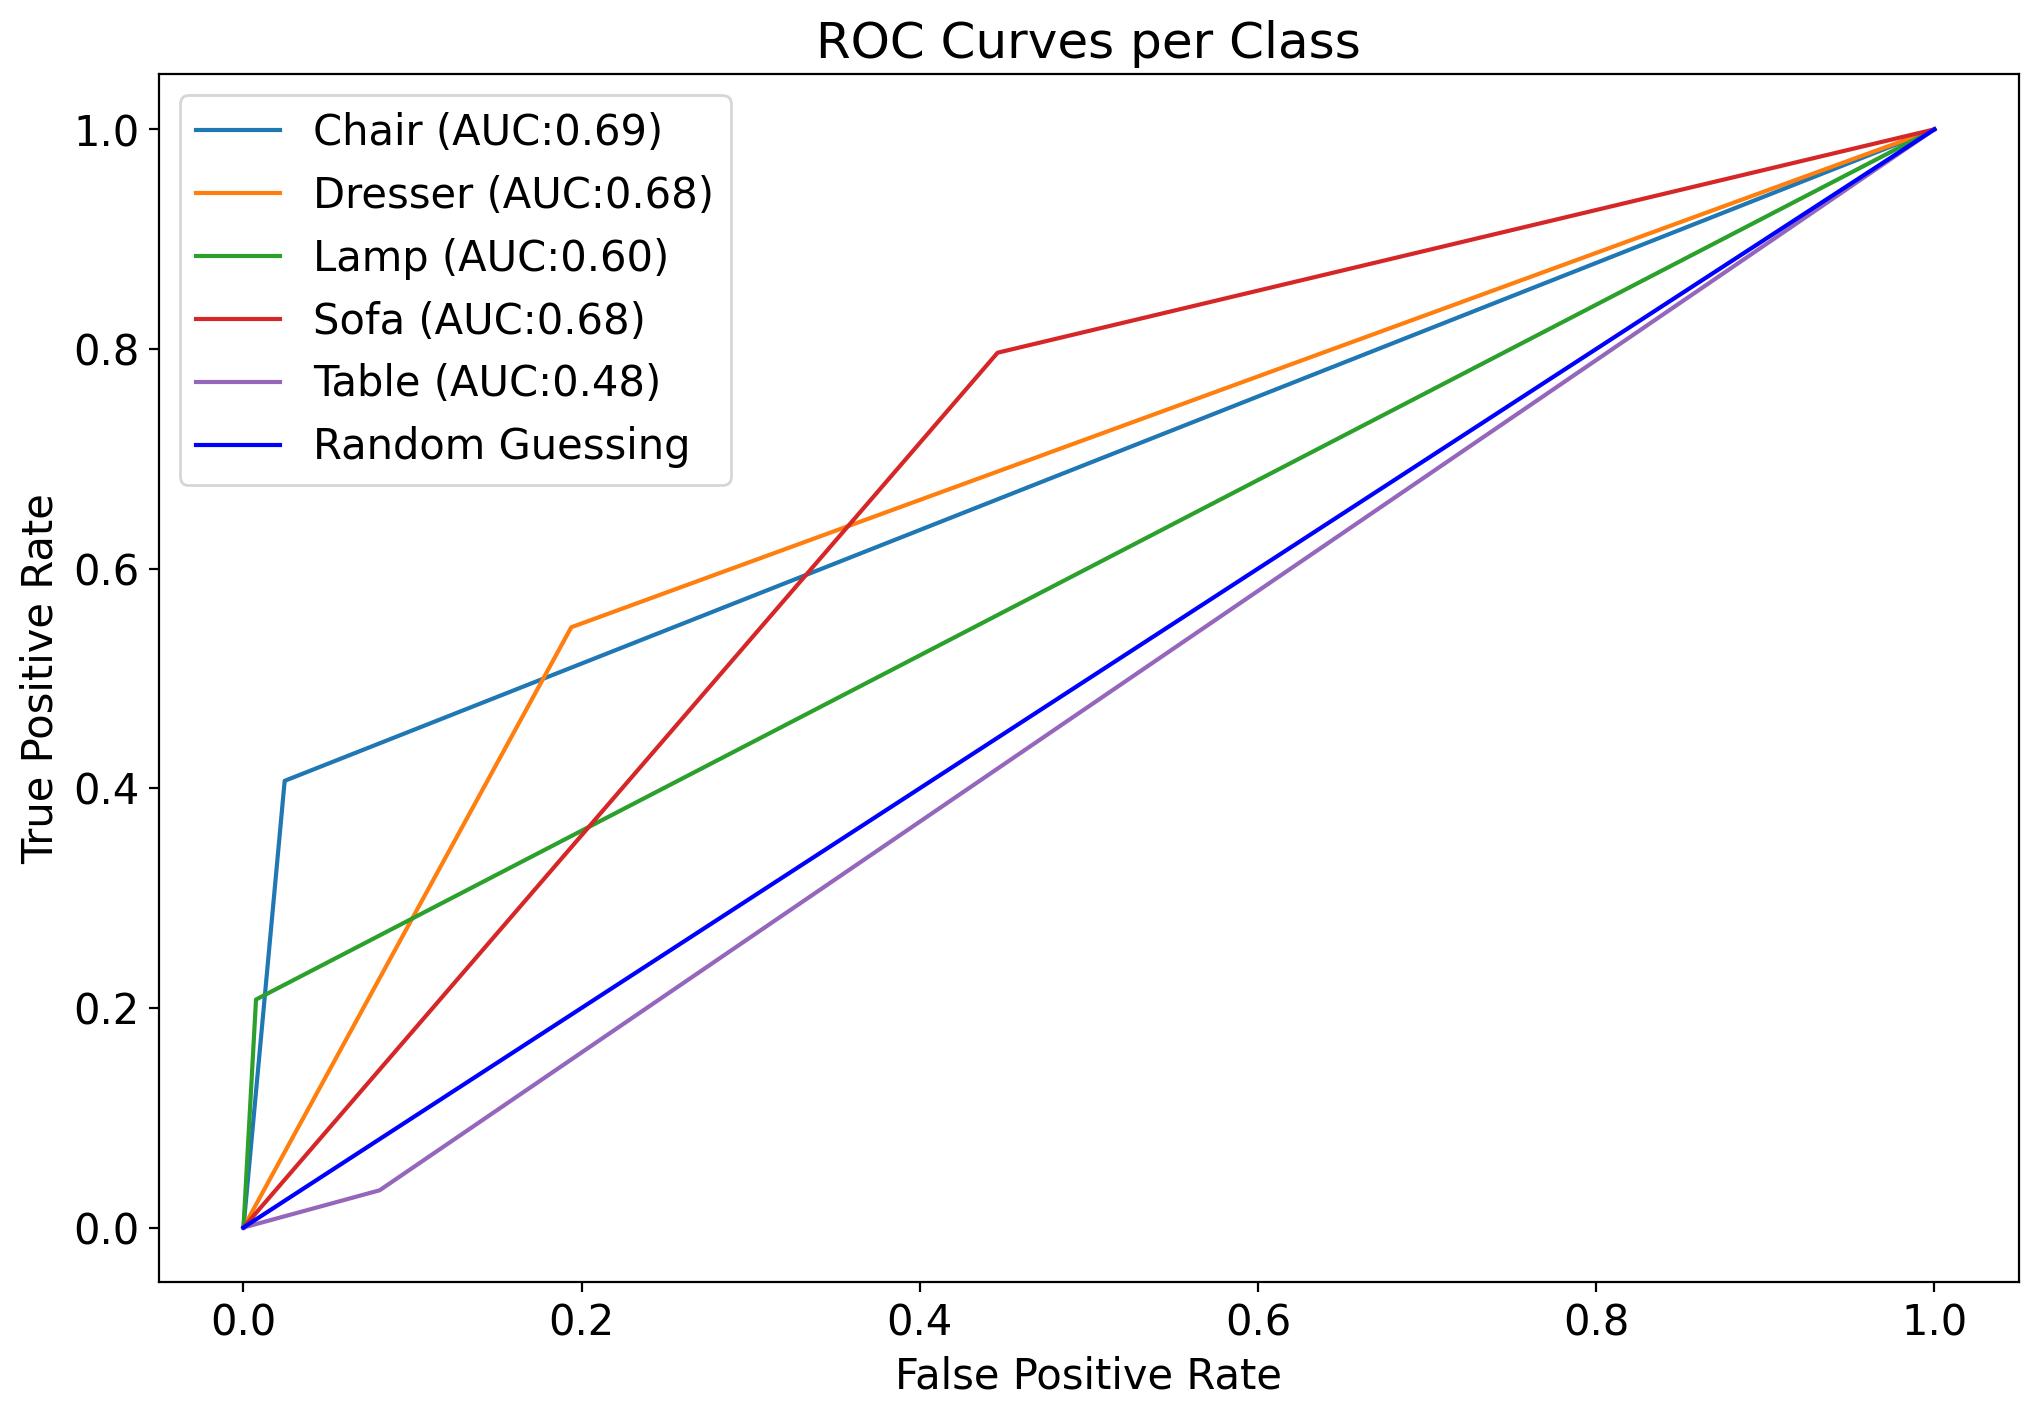 ROC Curves per Class
Chair (AUC:0.69)
Dresser (AUC:0.68)
Lamp (AUC:0.60)
Sofa (AUC:0.68)
Table (AUC:0.48)
Random Guessing
True Positive Rate
1.0
0.8
0.6
0.4
0.2
0.0
0.0 0.2 0.4 0.6 0.8 1.0
False Positive Rate